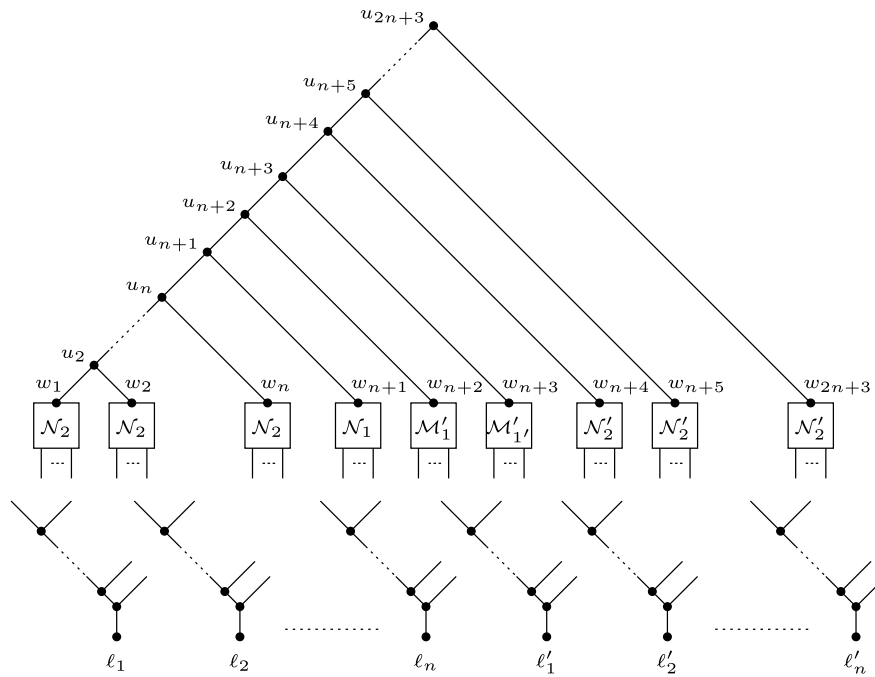 u_{2n+3}
u_{n+5}
u_{n+4}
u_{n+3}
u_{n+2}
u_{n+1}
u_n
u_2
w_1 w_2 w_n w_{n+1} w_{n+2} w_{n+3} w_{n+4} w_{n+5} w_{2n+3}
𝒩_2 𝒩_2 𝒩_2 𝒩_1 ℳ'_1 ℳ'_{1'} 𝒩'_2 𝒩'_2 𝒩'_2
... ... ... ... ... ... ... ... ...
ℓ_1 ℓ_2 ℓ_n ℓ'_1 ℓ'_2 ℓ'_n